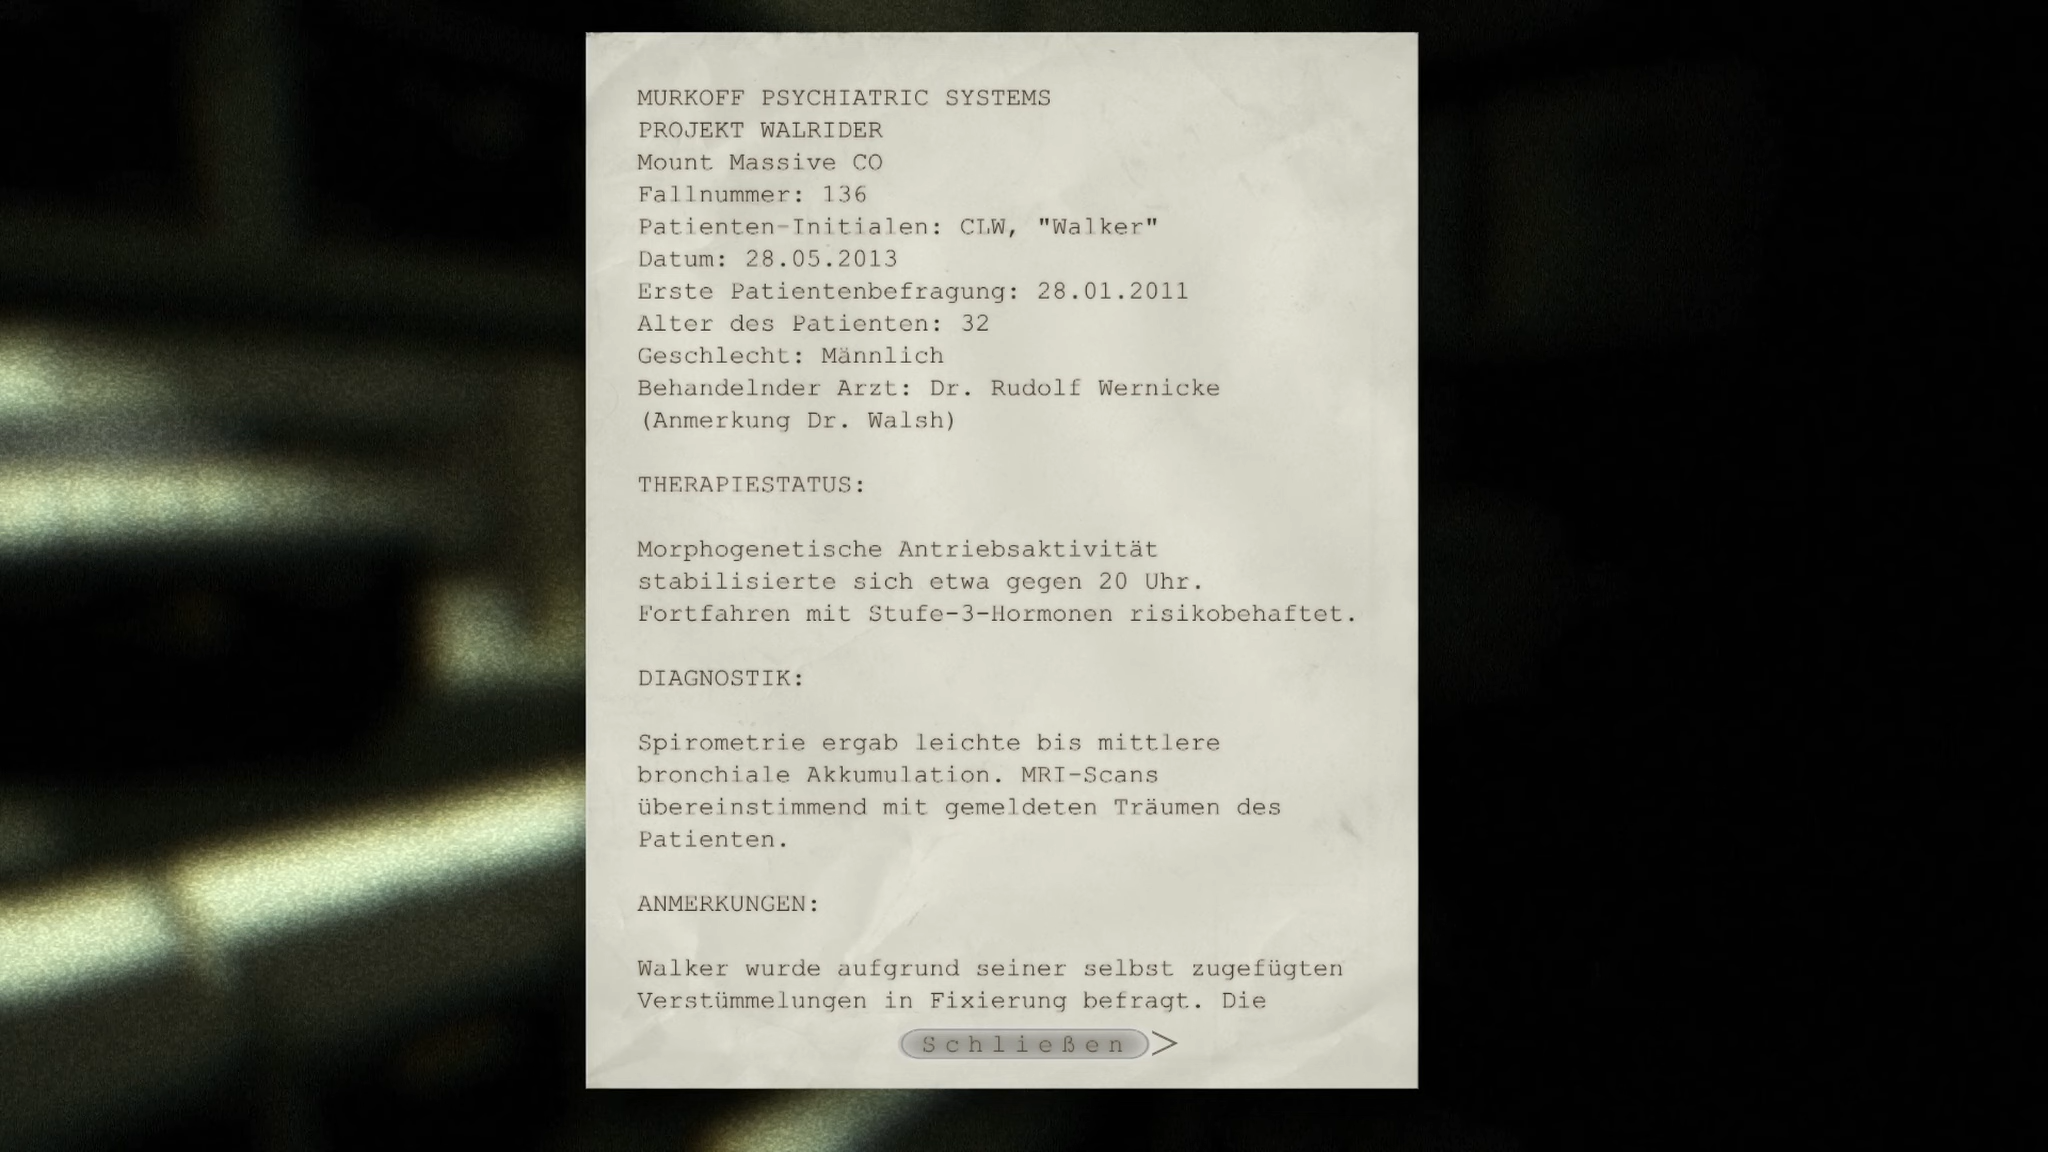 MURKOFF PSYCHIATRIC SYSTEMS
PROJEKT WALRIDER
Mount Massive CO
Fallnummer: 136
Patienten-Initialen: CLW, "Walker"
Datum: 28.05.2013
Erste Patientenbefragung: 28.01.2011
Alter des Patienten: 32
Geschlecht: Männlich
Behandelnder Arzt: Dr. Rudolf Wernicke
(Anmerkung Dr. Walsh)
THERAPIESTATUS:
Morphogenetische Antriebsaktivität
stabilisierte sich etwa gegen 20 Uhr.
Fortfahren mit Stufe-3-Hormonen risikobehaftet.
DIAGNOSTIK:
Spirometrie ergab leichte bis mittlere
bronchiale Akkumulation. MRI-Scans
übereinstimmend mit gemeldeten Träumen des
Patienten.
ANMERKUNGEN:
Walker wurde aufgrund seiner selbst zugefügten
Verstümmelungen in Fixierung befragt. Die
Schließen >